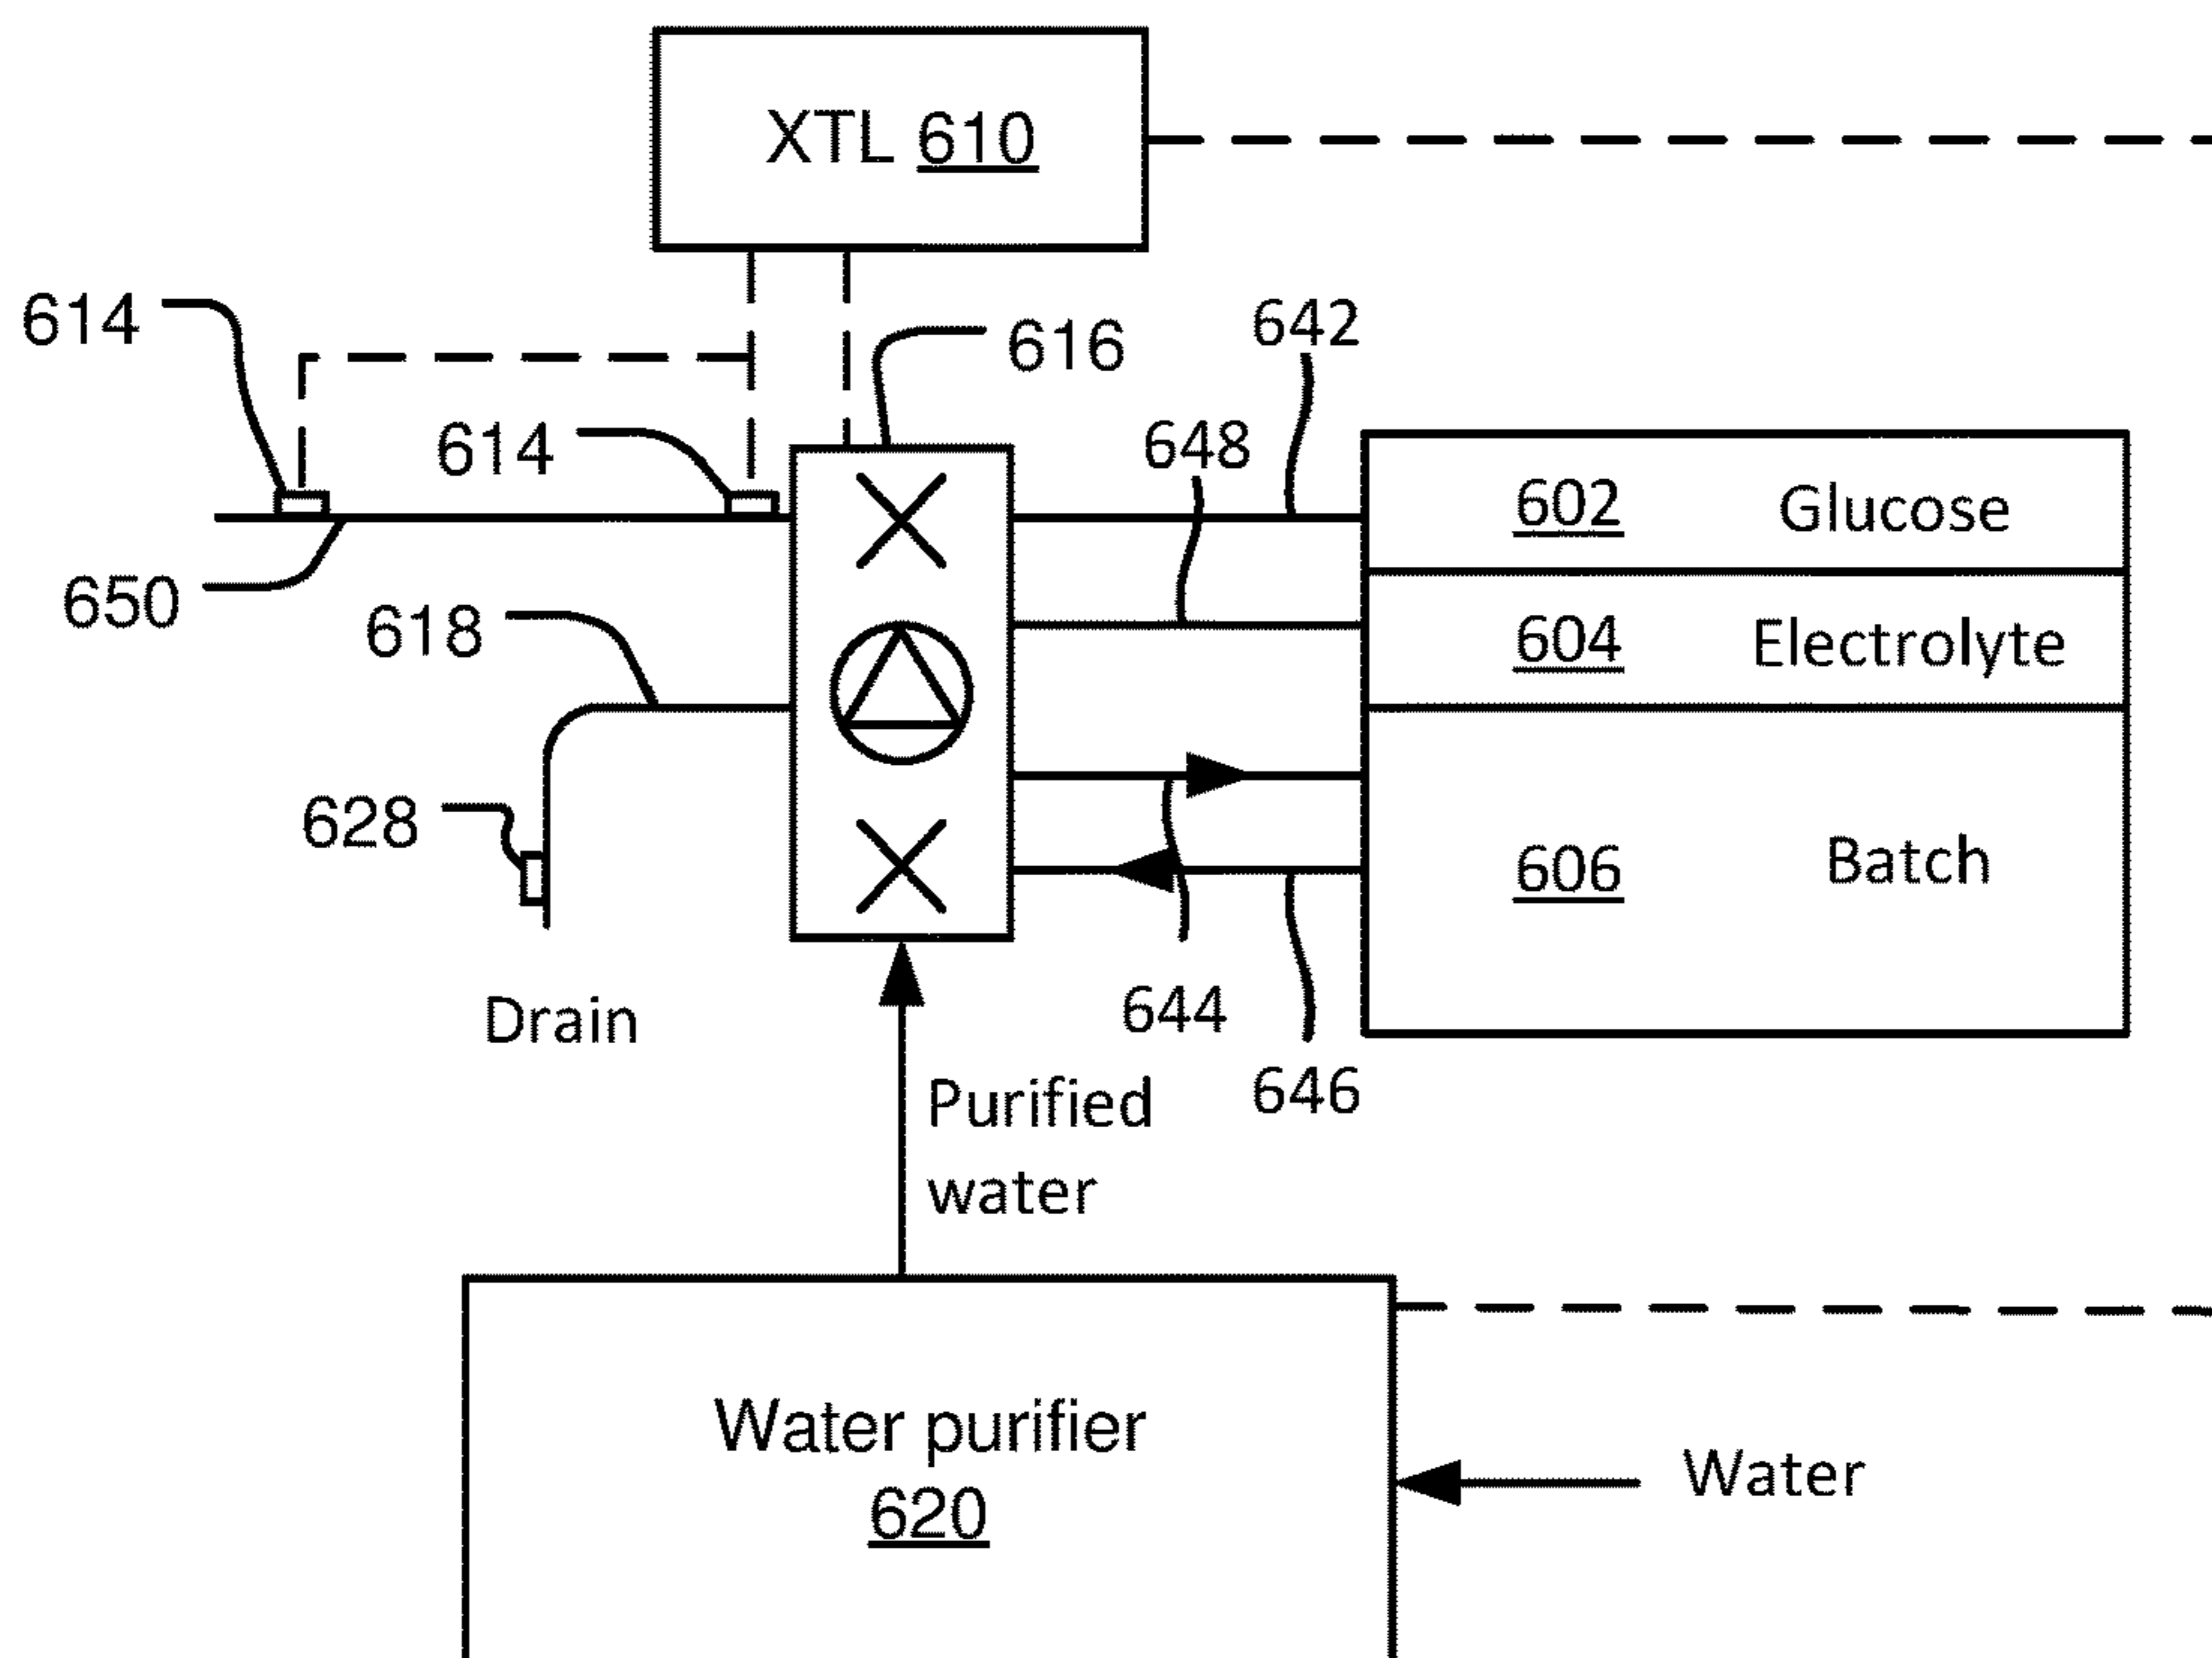 XTL 610
614
616
642
614
648
602 Glucose
650
618
604 Electrolyte
628
606 Batch
Drain
644
646
Purified
water
Water purifier
620
Water